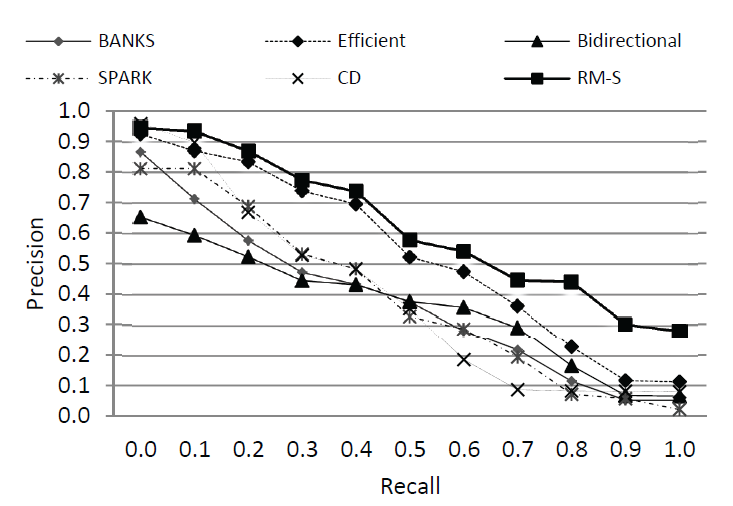 BANKS Efficient Bidirectional
SPARK CD RM-S
1.0
0.9
0.8
0.7
0.6
0.5
0.4
0.3
0.2
0.1
0.0
Precision
0.0 0.1 0.2 0.3 0.4 0.5 0.6 0.7 0.8 0.9 1.0
Recall